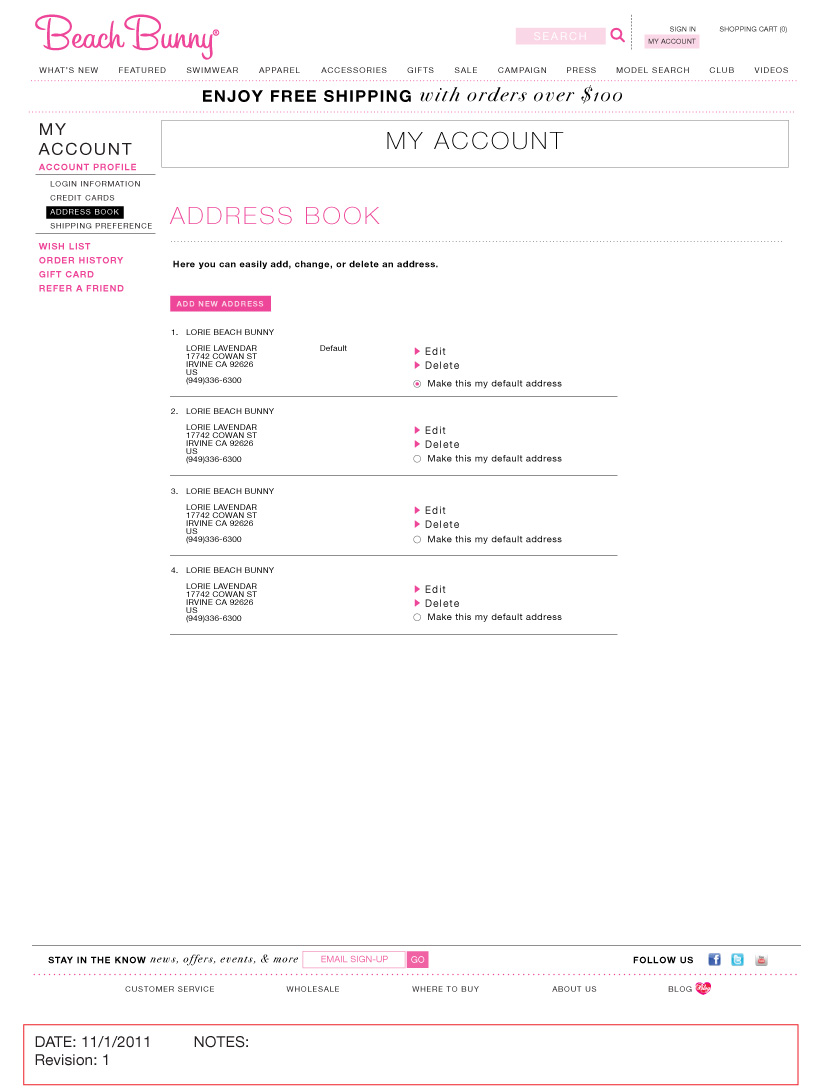 Beach Bunny®
SEARCH
SIGN IN
SHOPPING CART (0)
MY ACCOUNT
WHAT'S NEW FEATURED SWIMWEAR APPAREL ACCESSORIES GIFTS SALE CAMPAIGN PRESS MODEL SEARCH CLUB VIDEOS
ENJOY FREE SHIPPING with orders over $100
MY
ACCOUNT
ACCOUNT PROFILE
LOGIN INFORMATION
CREDIT CARDS
ADDRESS BOOK
SHIPPING PREFERENCE
WISH LIST
ORDER HISTORY
GIFT CARD
REFER A FRIEND
MY ACCOUNT
ADDRESS BOOK
Here you can easily add, change, or delete an address.
ADD NEW ADDRESS
1. LORIE BEACH BUNNY
LORIE LAVENDAR
17742 COWAN ST
IRVINE CA 92626
US
(949)336-6300
Default
Edit
Delete
Make this my default address
2. LORIE BEACH BUNNY
LORIE LAVENDAR
17742 COWAN ST
IRVINE CA 92626
US
(949)336-6300
Edit
Delete
Make this my default address
3. LORIE BEACH BUNNY
LORIE LAVENDAR
17742 COWAN ST
IRVINE CA 92626
US
(949)336-6300
Edit
Delete
Make this my default address
4. LORIE BEACH BUNNY
LORIE LAVENDAR
17742 COWAN ST
IRVINE CA 92626
US
(949)336-6300
Edit
Delete
Make this my default address
STAY IN THE KNOW news, offers, events, & more EMAIL SIGN-UP GO FOLLOW US
CUSTOMER SERVICE WHOLESALE WHERE TO BUY ABOUT US BLOG
DATE: 11/1/2011 NOTES:
Revision: 1